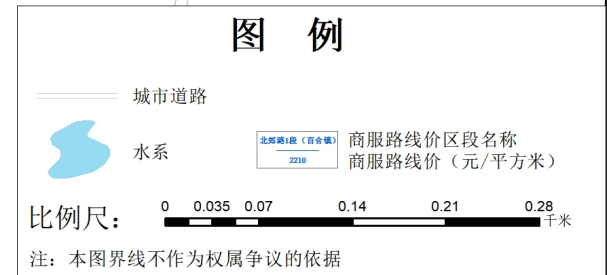 图 例
城市道路
水系
北郊路1段（百合镇）
2210
商服路线价区段名称
商服路线价（元/平方米）
比例尺：
0 0.035 0.07 0.14 0.21 0.28
千米
注：本图界线不作为权属争议的依据